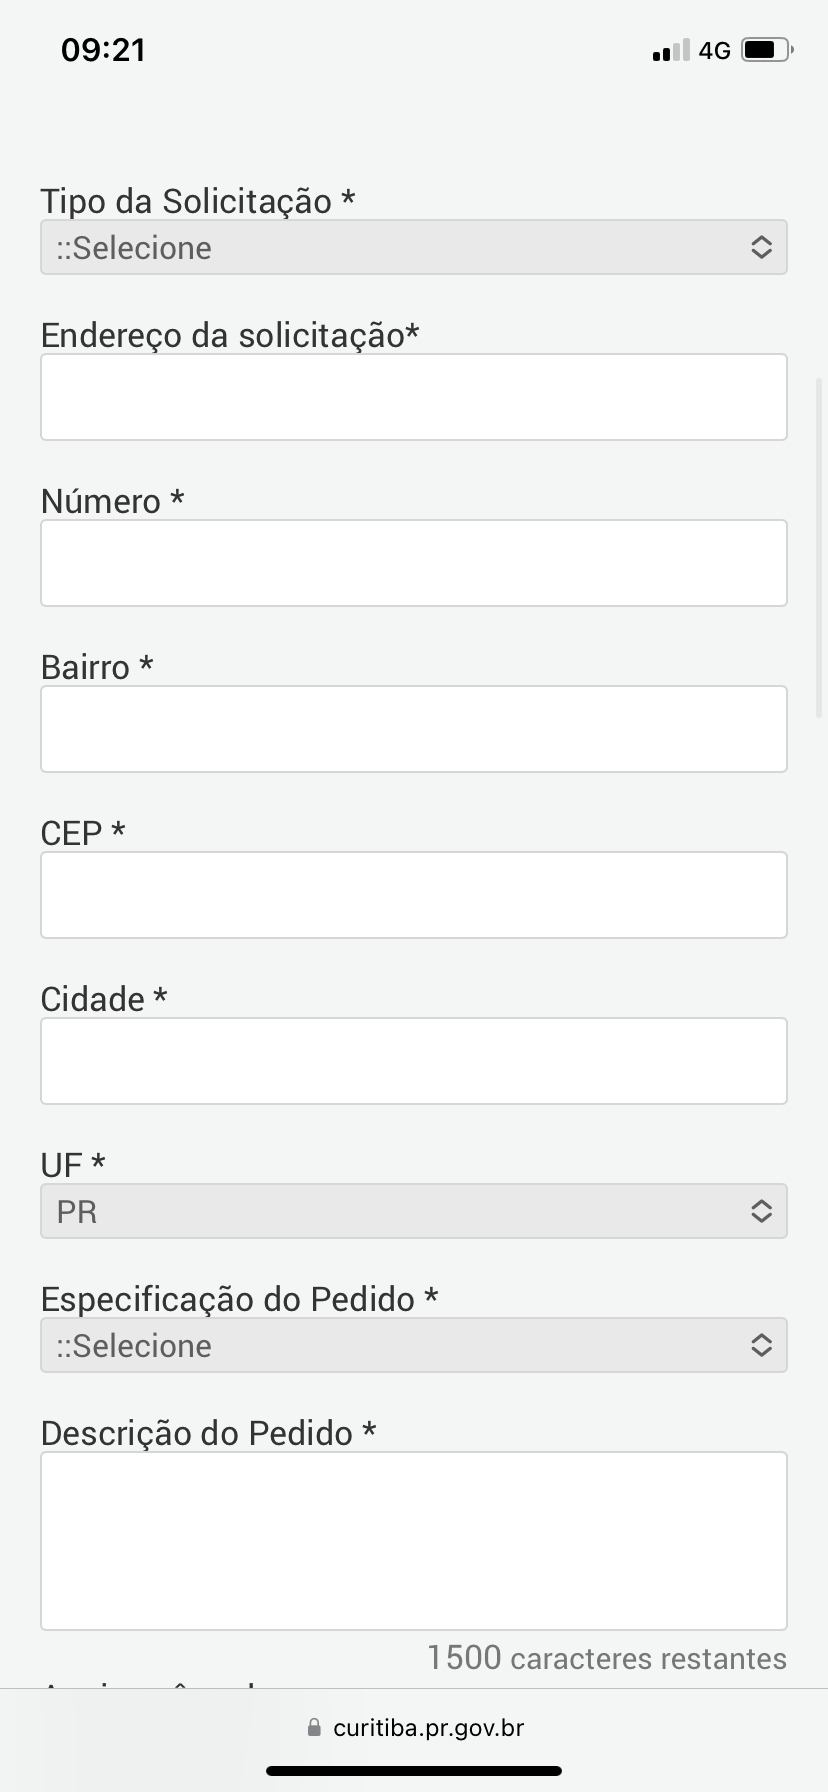 09:21
4G
Tipo da Solicitação *
::Selecione
Endereço da solicitação*
Número *
Bairro *
CEP *
Cidade *
UF *
PR
Especificação do Pedido *
::Selecione
Descrição do Pedido *
1500 caracteres restantes
curitiba.pr.gov.br